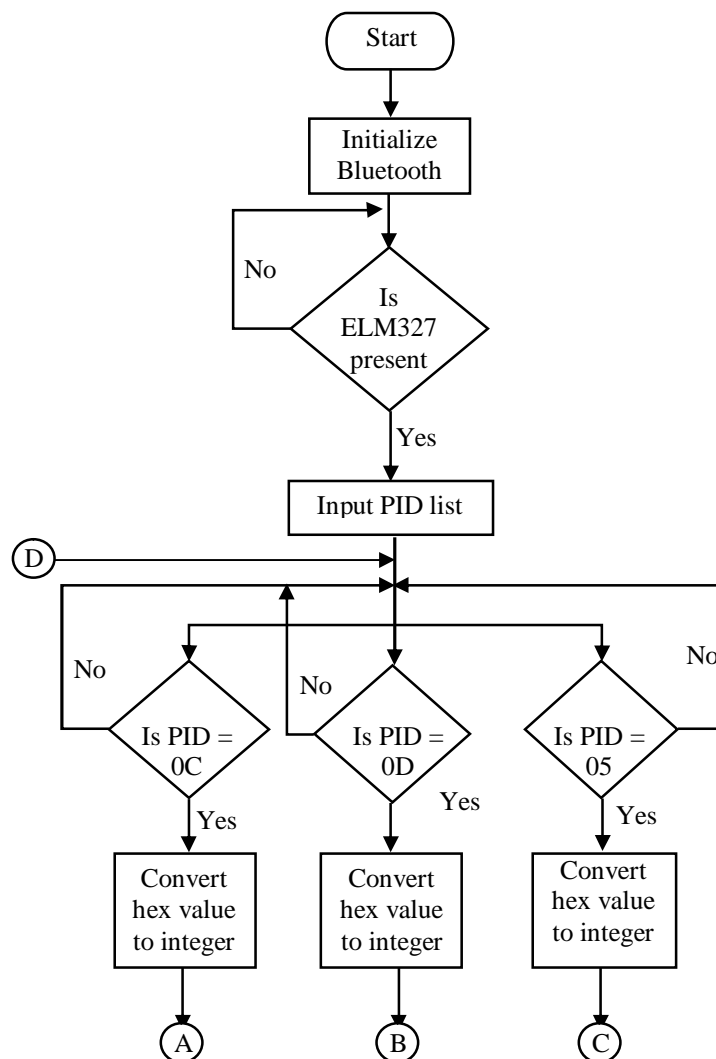 Start
Initialize
Bluetooth
No
Is
ELM327
present
Yes
Input PID list
D
No
No
No
Is PID =
0C
Is PID =
0D
Is PID =
05
Yes
Yes
Yes
Convert
hex value
to integer
Convert
hex value
to integer
Convert
hex value
to integer
A
B
C